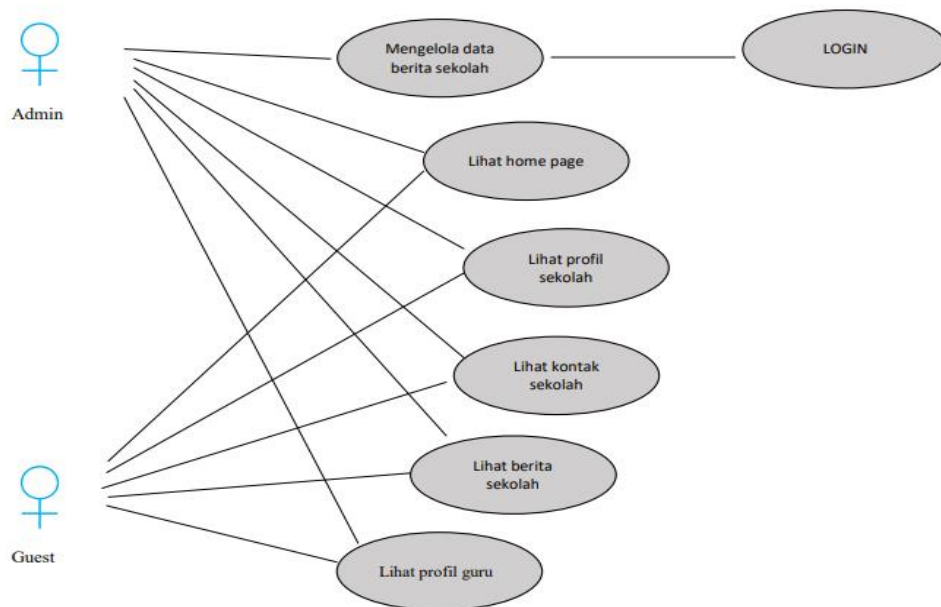 Mengelola data
berita sekolah
LOGIN
Admin
Lihat home page
Lihat profil
sekolah
Lihat kontak
sekolah
Lihat berita
sekolah
Guest
Lihat profil guru